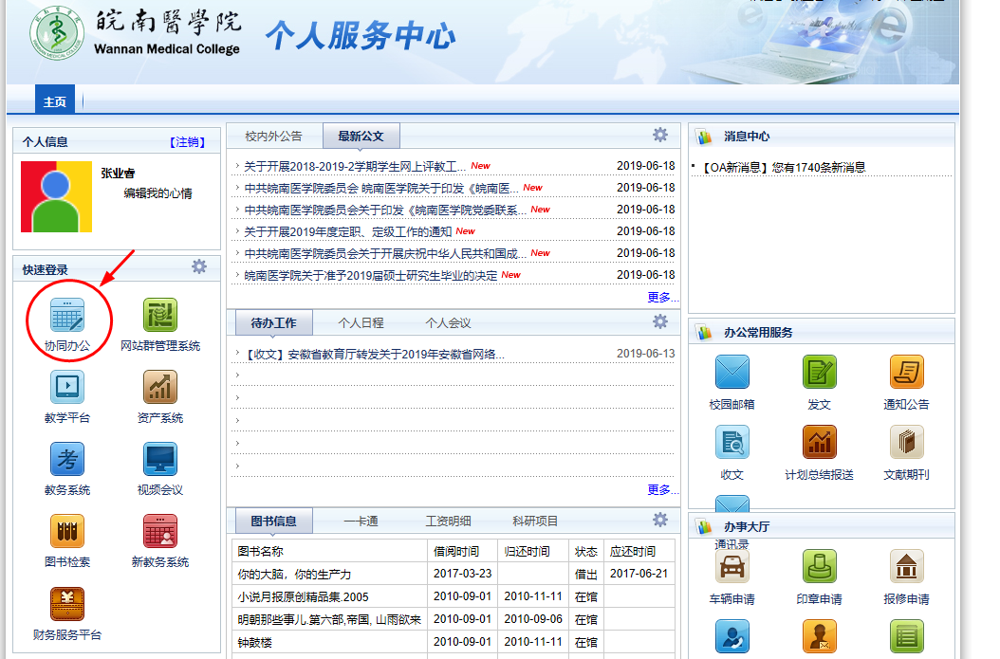 皖南醫學院
Wannan Medical College
个人服务中心
主页
个人信息
【注销】
张业睿
编辑我的心情
快速登录
协同办公
网站群管理系统
教学平台
资产系统
考
教务系统
视频会议
图书检索
新教务系统
财务服务平台
校内外公告
最新公文
关于开展2018-2019-2学期学生网上评教工... New 2019-06-18
中共皖南医学院委员会 皖南医学院关于印发《皖南医... New 2019-06-18
中共皖南医学院委员会关于印发《皖南医学院党委联系... New 2019-06-18
关于开展2019年度定职、定级工作的通知 New 2019-06-18
中共皖南医学院委员会关于开展庆祝中华人民共和国成... New 2019-06-18
皖南医学院关于准予2019届硕士研究生毕业的决定 New 2019-06-18
更多...
待办工作
个人日程
个人会议
【收文】安徽省教育厅转发关于2019年安徽省网络... 2019-06-13
更多...
图书信息
一卡通
工资明细
科研项目
图书名称 借阅时间 归还时间 状态 应还时间
你的大脑，你的生产力 2017-03-23 借出 2017-06-21
小说月报原创精品集.2005 2010-09-01 2010-11-11 在馆
明朝那些事儿.第六部,帝国, 山雨欲来 2010-09-01 2010-09-06 在馆
钟鼓楼 2010-09-01 2010-11-11 在馆
消息中心
【OA新消息】您有1740条新消息
办公常用服务
校园邮箱
发文
通知公告
收文
计划总结报送
文献期刊
办事大厅
通讯录
车辆申请
印章申请
报修申请